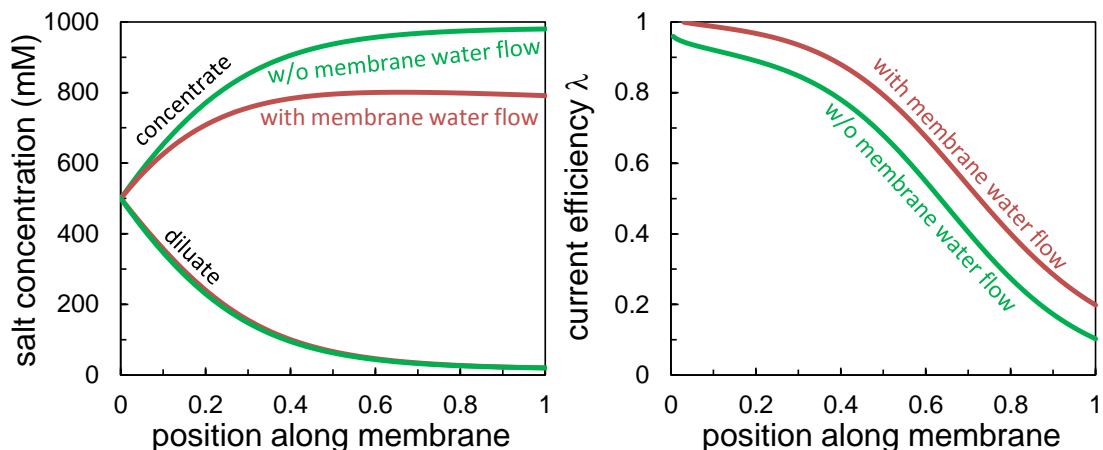 salt concentration (mM)
1000
800
600
400
200
0
concentrate
w/o membrane water flow
with membrane water flow
diluate
0
0.2
0.4
0.6
0.8
1
position along membrane
current efficiency λ
1
0.8
0.6
0.4
0.2
0
with membrane water flow
w/o membrane water flow
0
0.2
0.4
0.6
0.8
1
position along membrane